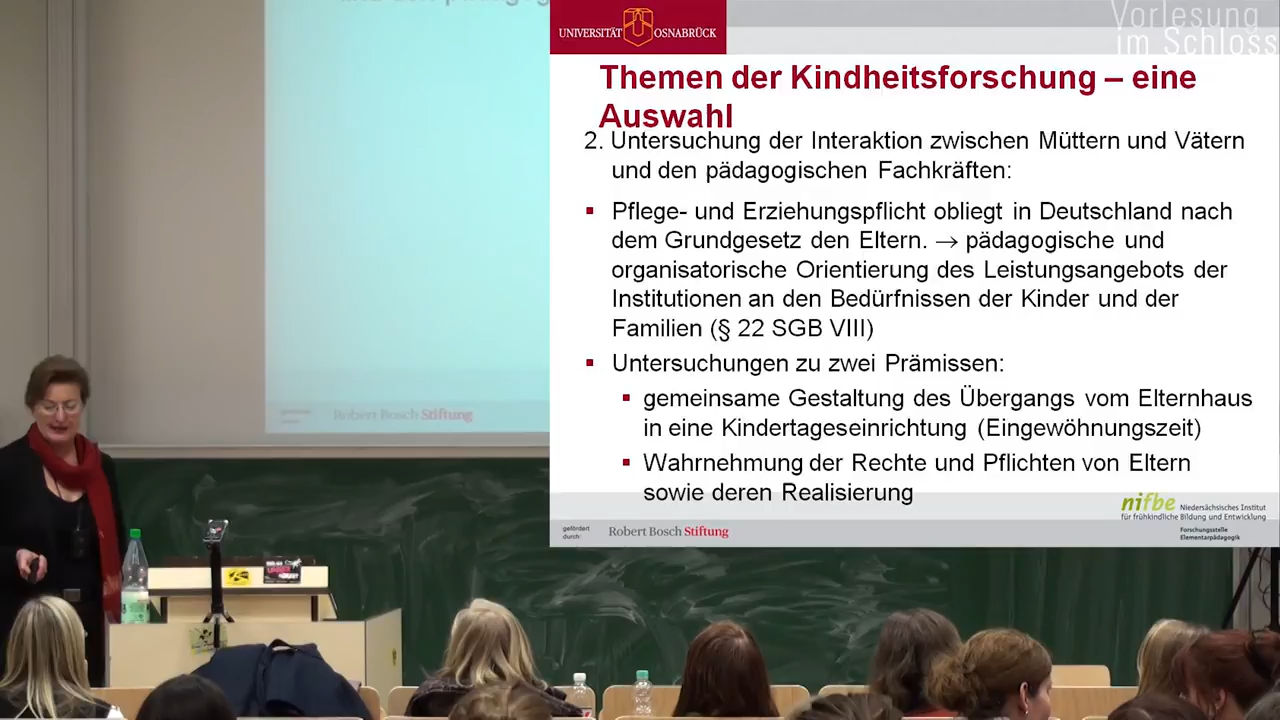 UNIVERSITÄT OSNABRÜCK
Vorlesung
im Schloss
Themen der Kindheitsforschung – eine
Auswahl
2. Untersuchung der Interaktion zwischen Müttern und Vätern
und den pädagogischen Fachkräften:
▪ Pflege- und Erziehungspflicht obliegt in Deutschland nach
dem Grundgesetz den Eltern. → pädagogische und
organisatorische Orientierung des Leistungsangebots der
Institutionen an den Bedürfnissen der Kinder und der
Familien (§ 22 SGB VIII)
▪ Untersuchungen zu zwei Prämissen:
▪ gemeinsame Gestaltung des Übergangs vom Elternhaus
in eine Kindertageseinrichtung (Eingewöhnungszeit)
▪ Wahrnehmung der Rechte und Pflichten von Eltern
sowie deren Realisierung
nifbe Niedersächsisches Institut
für frühkindliche Bildung und Entwicklung
Forschungsstelle
Elementarpädagogik
gefördert
durch:
Robert Bosch Stiftung
Robert Bosch Stiftung